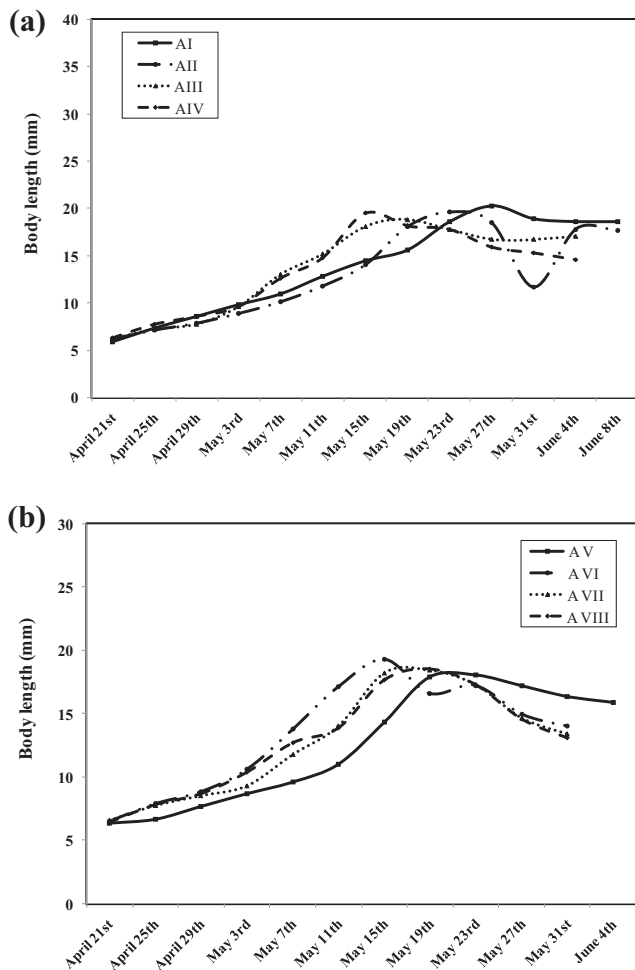 (a)
40
35
30
25
20
15
10
5
0
Body length (mm)
AI
AII
AIII
AIV
April 21st
April 25th
April 29th
May 3rd
May 7th
May 11th
May 15th
May 19th
May 23rd
May 27th
May 31st
June 4th
June 8th
(b)
30
25
20
15
10
5
0
Body length (mm)
A V
A VI
A VII
A VIII
April 21st
April 25th
April 29th
May 3rd
May 7th
May 11th
May 15th
May 19th
May 23rd
May 27th
May 31st
June 4th